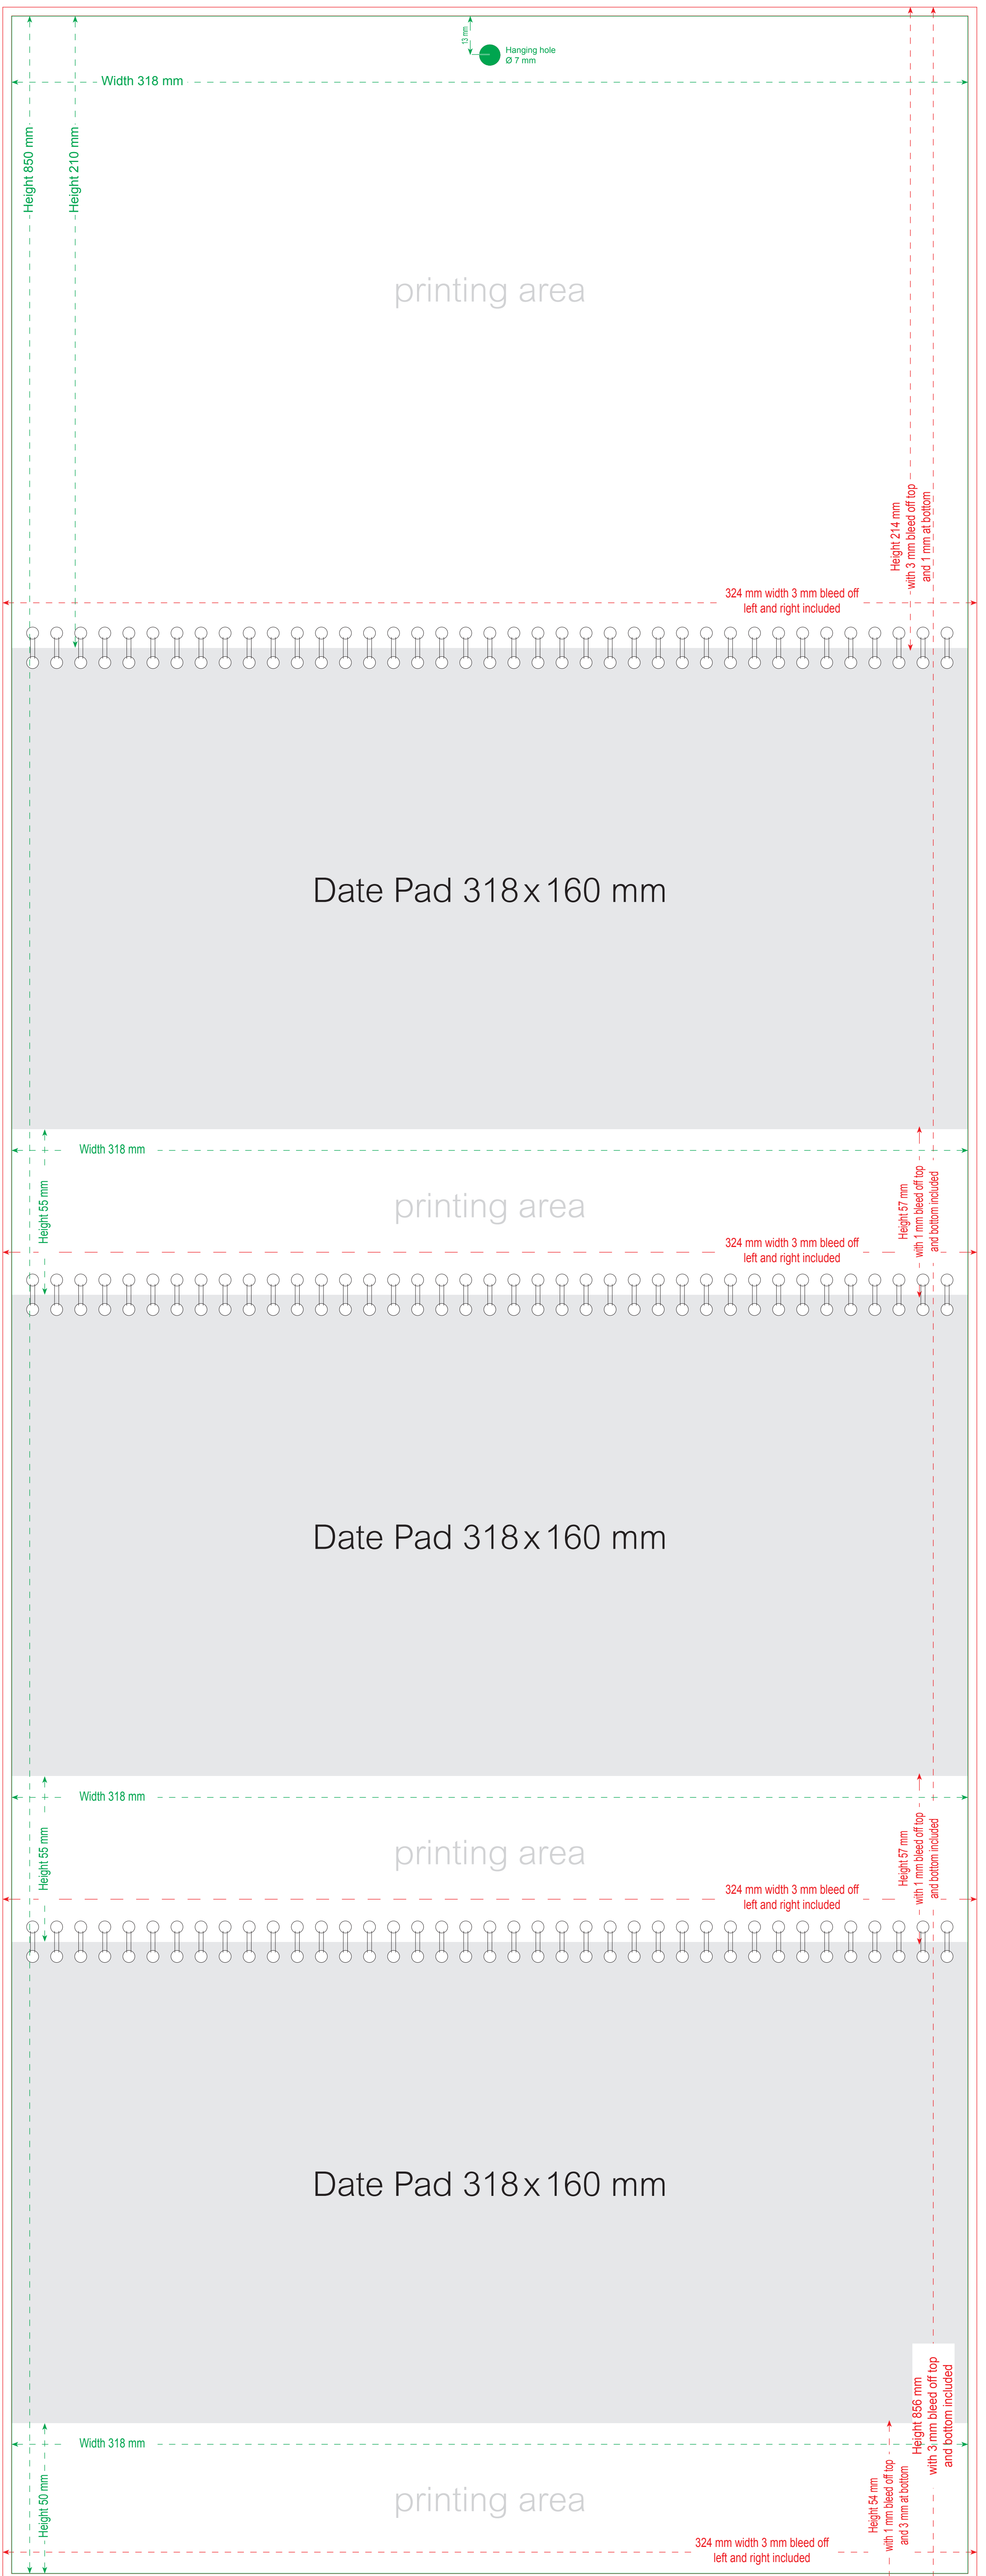 13 mm
Hanging hole
Ø 7 mm
Width 318 mm
Height 850 mm
Height 210 mm
printing area
Height 214 mm
with 3 mm bleed off top
and 1 mm at bottom
324 mm width 3 mm bleed off
left and right included
Date Pad 318x160 mm
Width 318 mm
Height 55 mm
printing area
Height 57 mm
with 1 mm bleed off top
and bottom included
324 mm width 3 mm bleed off
left and right included
Date Pad 318x160 mm
Width 318 mm
Height 55 mm
printing area
Height 57 mm
with 1 mm bleed off top
and bottom included
324 mm width 3 mm bleed off
left and right included
Date Pad 318x160 mm
Height 856 mm
with 3 mm bleed off top
and bottom included
Width 318 mm
Height 50 mm
printing area
Height 54 mm
with 1 mm bleed off top
and 3 mm at bottom
324 mm width 3 mm bleed off
left and right included